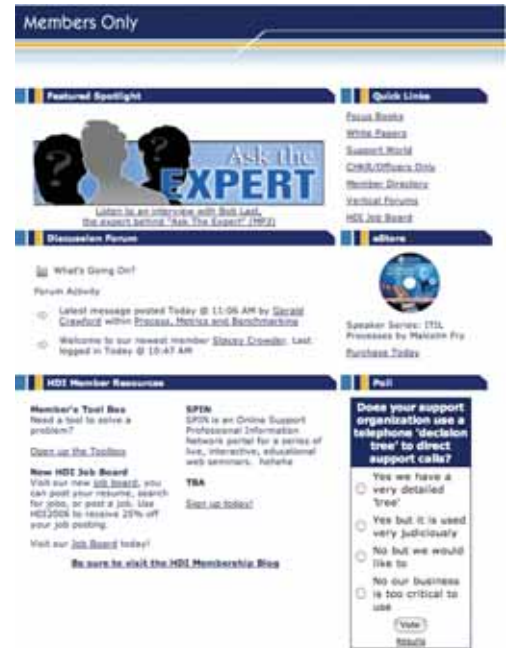 Members Only
Featured Spotlight
Ask the
EXPERT
Listen to an interview with Bob Last,
the expert behind "Ask The Expert" (MP3)
Quick Links
Focus Books
White Papers
Support World
CHKR/Officers Only
Member Directory
Vertical Forums
HDI Job Board
Discussion Forum
What's Going On?
Forum Activity
Latest message posted Today @ 11:06 AM by Gerald
Crawford within Process, Metrics and Benchmarking
Welcome to our newest member Stacey Crowder. Last
logged in Today @ 10:47 AM
eStore
Speaker Series: ITIL
Processes by Malcolm Fry
Purchase Today
HDI Member Resources
Member's Tool Box
Need a tool to solve a
problem?
Open up the Toolbox
New HDI Job Board
Visit our new job board, you
can post your resume, search
for jobs, or post a job. Use
HDI2006 to receive 25% off
your job posting.
Visit our Job Board today!
SPIN
SPIN is an Online Support
Professional Information
Network portal for a series of
live, interactive, educational
web seminars. hehehe
TBA
Sign up today!
Be sure to visit the HDI Membership Blog
Poll
Does your support
organization use a
telephone 'decision
tree' to direct
support calls?
Yes we have a
very detailed
'tree'
Yes but it is used
very judiciously
No but we would
like to
No our business
is too critical to
use
Vote
Results